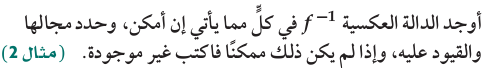 أوجد الدالة العكسية f⁻¹ في كلٍّ مما يأتي إن أمكن، وحدد مجالها
والقيود عليه، وإذا لم يكن ذلك ممكنًا فاكتب غير موجودة. (مثال 2)